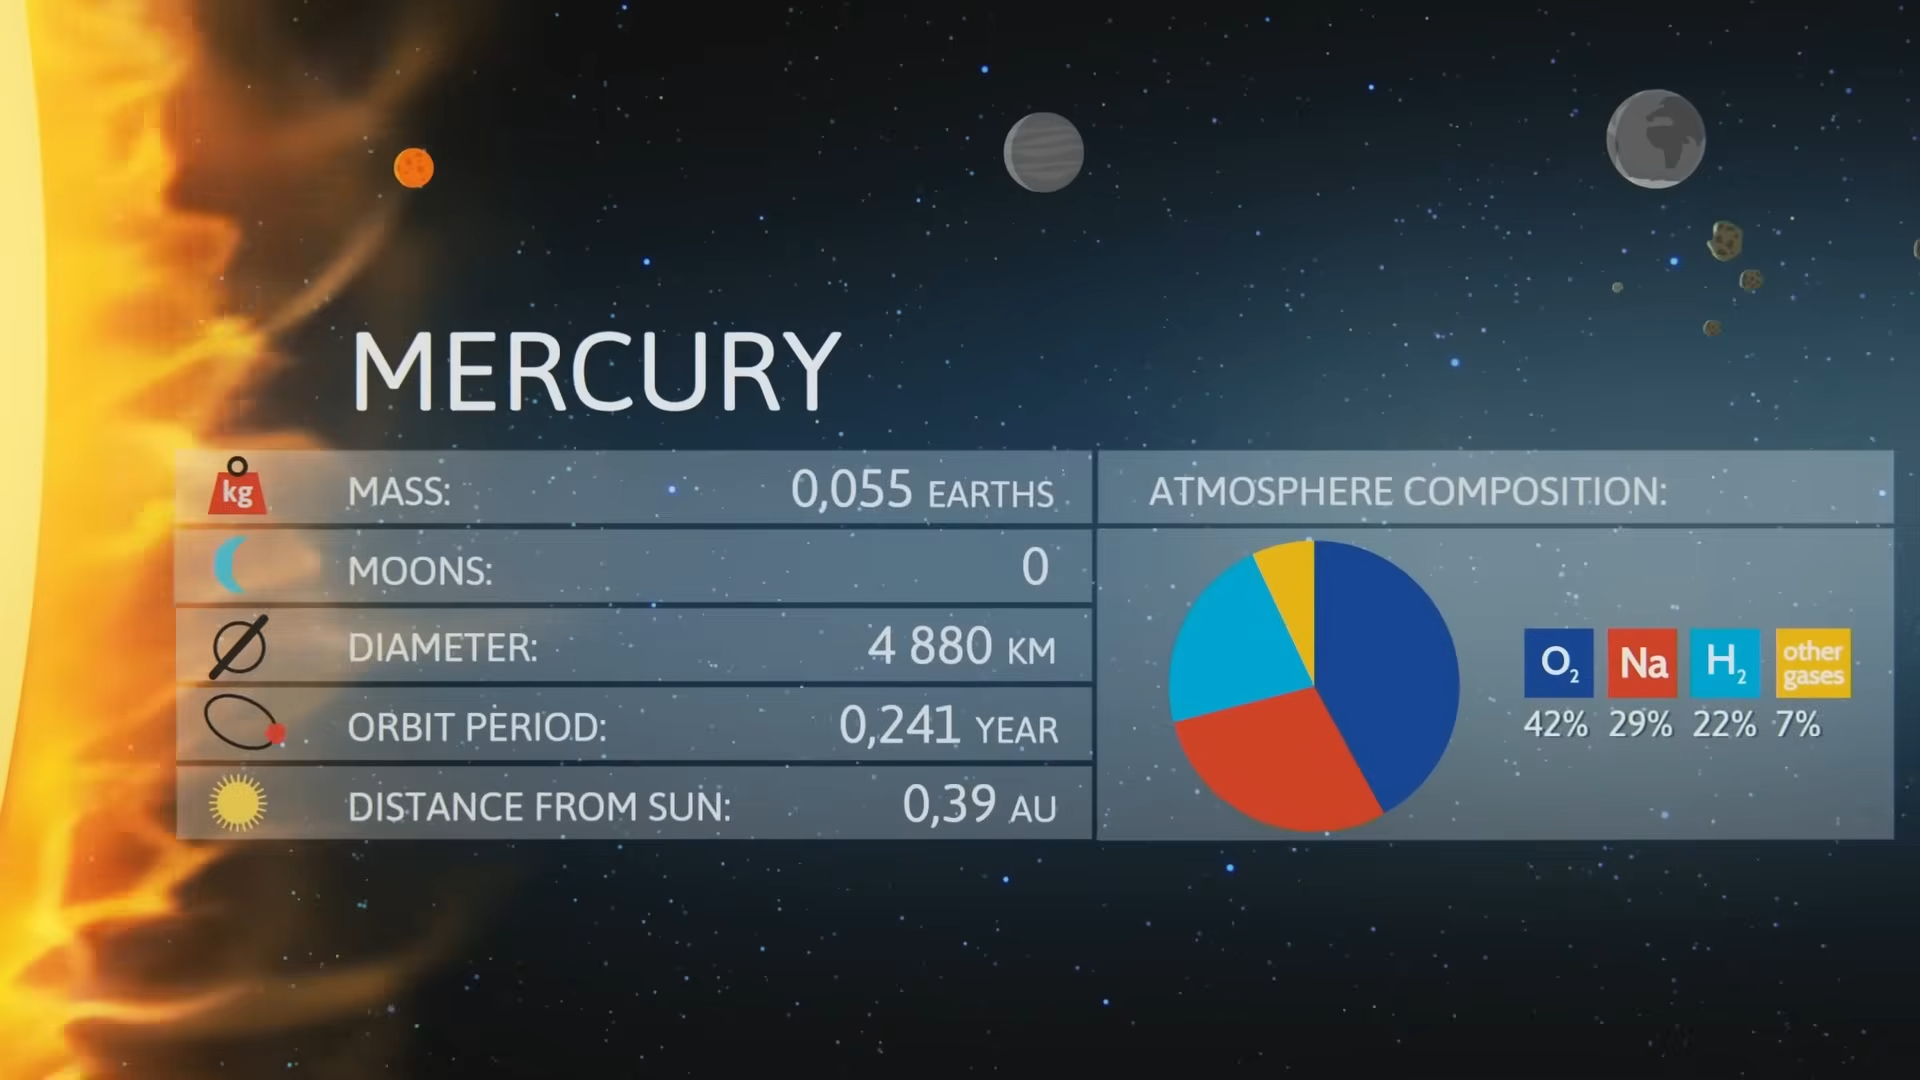 MERCURY
kg MASS: 0,055 EARTHS
MOONS: 0
DIAMETER: 4 880 KM
ORBIT PERIOD: 0,241 YEAR
DISTANCE FROM SUN: 0,39 AU
ATMOSPHERE COMPOSITION:
O₂ Na H₂ other gases
42% 29% 22% 7%